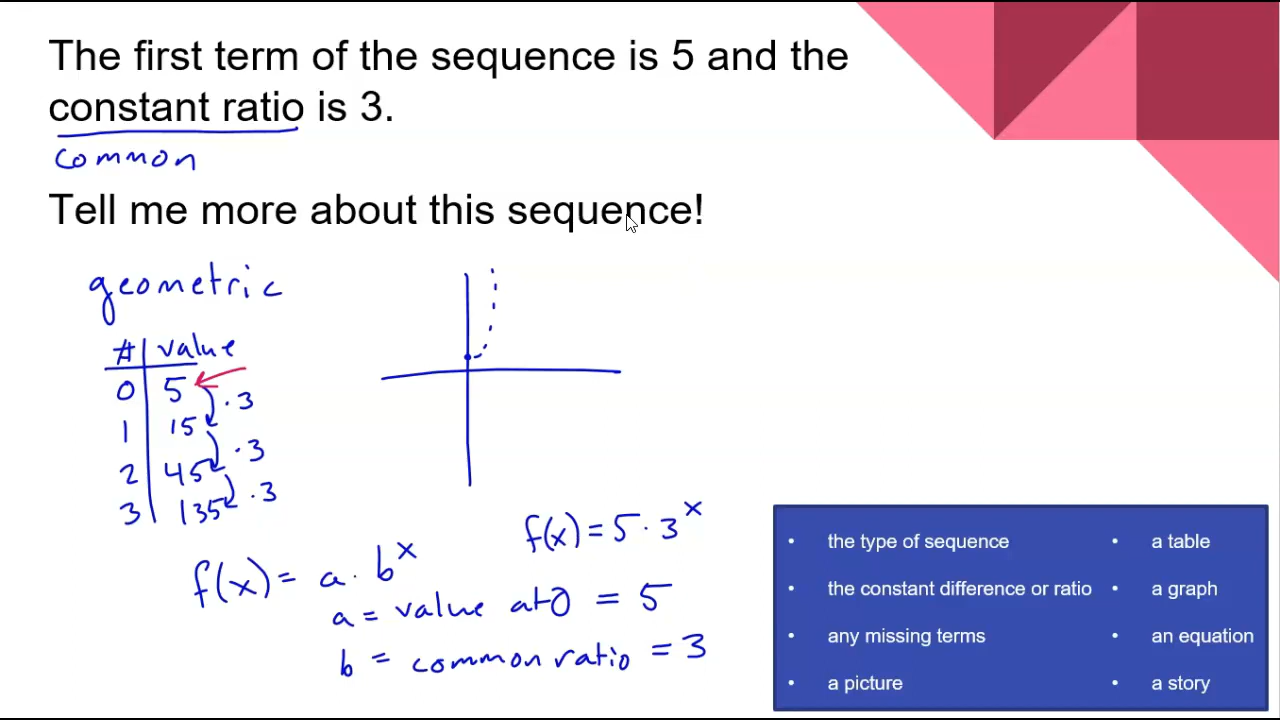 The first term of the sequence is 5 and the
constant ratio is 3.
common
Tell me more about this sequence!
geometric
# value
0 5
·3
1 15
·3
2 45
·3
3 135
f(x) = 5 · 3^x
f(x) = a · b^x
a = value at 0 = 5
b = common ratio = 3
• the type of sequence
• the constant difference or ratio
• any missing terms
• a picture
• a table
• a graph
• an equation
• a story